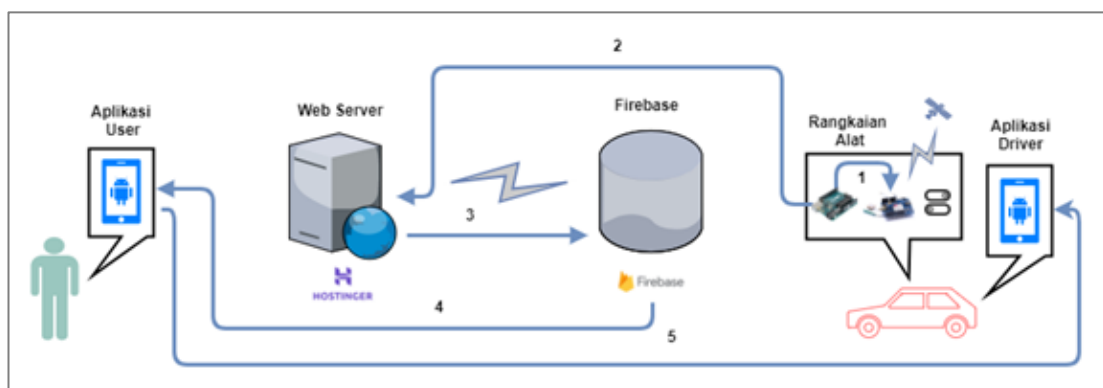 2
Aplikasi
User
Web Server
Firebase
Rangkaian
Alat
Aplikasi
Driver
1
3
HOSTINGER
Firebase
4
5